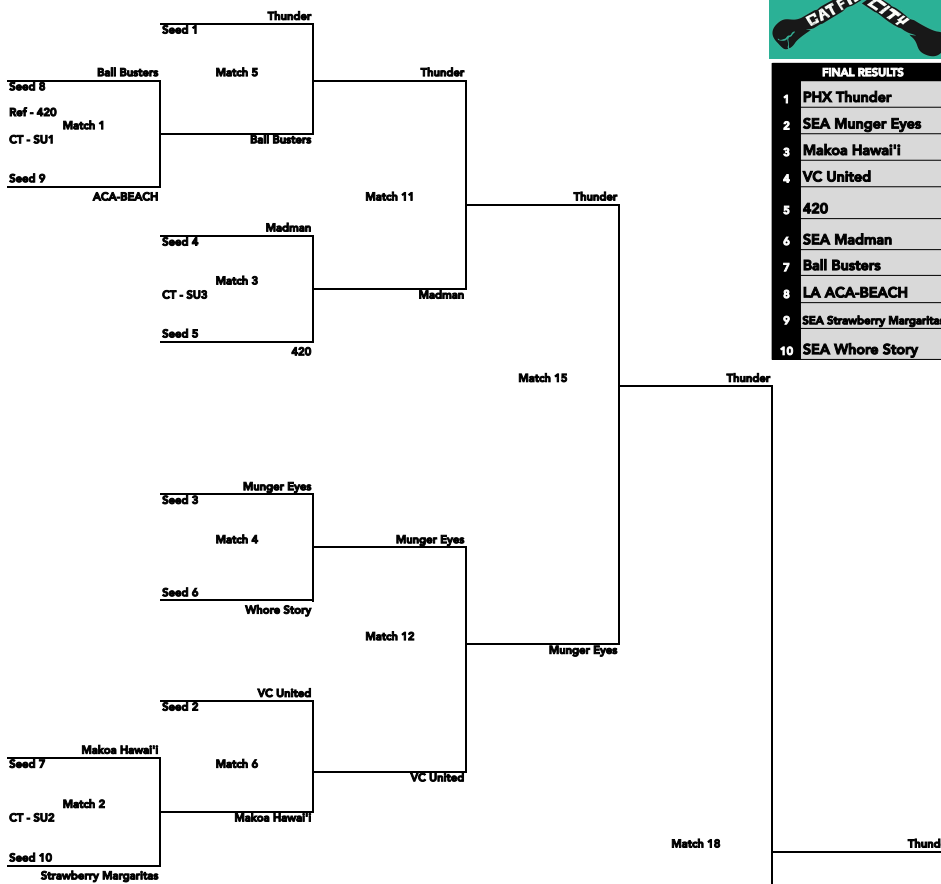 CAT FI
CITY
FINAL RESULTS
1 PHX Thunder
2 SEA Munger Eyes
3 Makoa Hawai'i
4 VC United
5 420
6 SEA Madman
7 Ball Busters
8 LA ACA-BEACH
9 SEA Strawberry Margaritas
10 SEA Whore Story
Thunder
Seed 1
Match 5
Ball Busters
Seed 8
Ref - 420
Match 1
CT - SU1
Seed 9
ACA-BEACH
Ball Busters
Thunder
Match 11
Madman
Seed 4
Match 3
CT - SU3
Seed 5
420
Madman
Thunder
Match 15
Thunder
Munger Eyes
Seed 3
Match 4
Seed 6
Whore Story
Munger Eyes
Match 12
Munger Eyes
VC United
Seed 2
Match 6
Makoa Hawai'i
Seed 7
Match 2
CT - SU2
Seed 10
Strawberry Margaritas
Makoa Hawai'i
VC United
Match 18
Thund